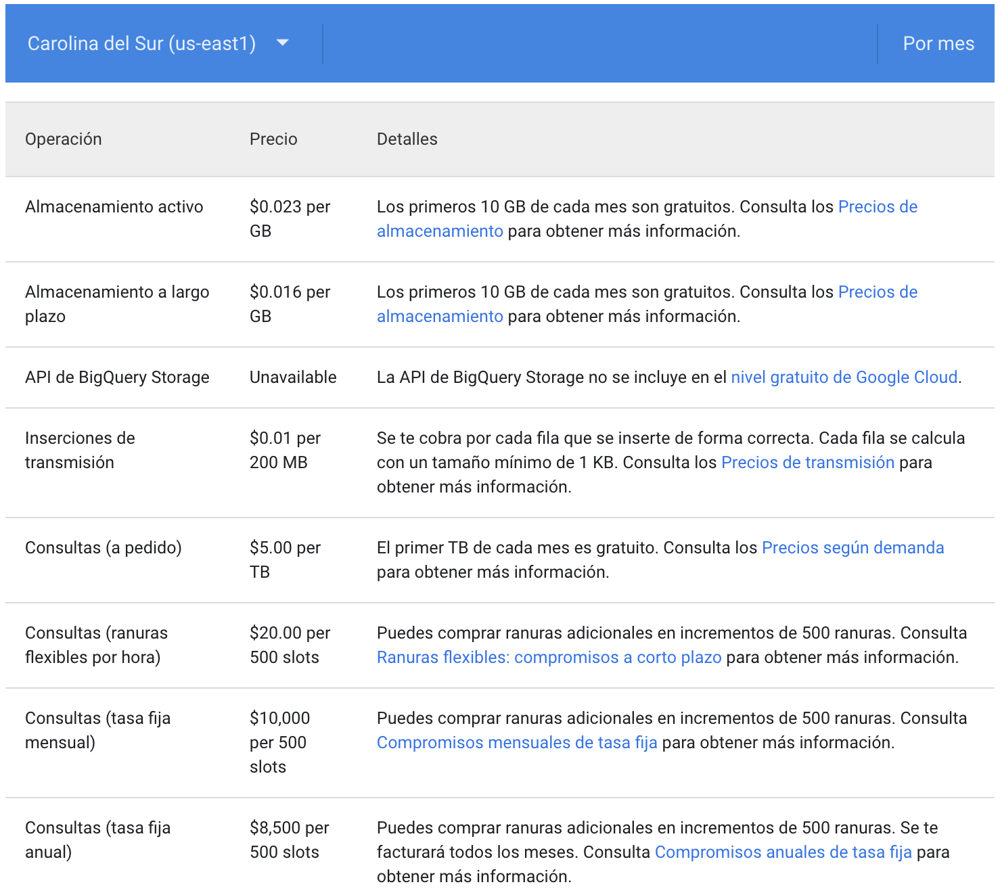 Carolina del Sur (us-east1)
Por mes
Operación
Precio
Detalles
Almacenamiento activo
$0.023 per
GB
Los primeros 10 GB de cada mes son gratuitos. Consulta los Precios de
almacenamiento para obtener más información.
Almacenamiento a largo
plazo
$0.016 per
GB
Los primeros 10 GB de cada mes son gratuitos. Consulta los Precios de
almacenamiento para obtener más información.
API de BigQuery Storage
Unavailable
La API de BigQuery Storage no se incluye en el nivel gratuito de Google Cloud.
Inserciones de
transmisión
$0.01 per
200 MB
Se te cobra por cada fila que se inserte de forma correcta. Cada fila se calcula
con un tamaño mínimo de 1 KB. Consulta los Precios de transmisión para
obtener más información.
Consultas (a pedido)
$5.00 per
TB
El primer TB de cada mes es gratuito. Consulta los Precios según demanda
para obtener más información.
Consultas (ranuras
flexibles por hora)
$20.00 per
500 slots
Puedes comprar ranuras adicionales en incrementos de 500 ranuras. Consulta
Ranuras flexibles: compromisos a corto plazo para obtener más información.
Consultas (tasa fija
mensual)
$10,000
per 500
slots
Puedes comprar ranuras adicionales en incrementos de 500 ranuras. Consulta
Compromisos mensuales de tasa fija para obtener más información.
Consultas (tasa fija
anual)
$8,500 per
500 slots
Puedes comprar ranuras adicionales en incrementos de 500 ranuras. Se te
facturará todos los meses. Consulta Compromisos anuales de tasa fija para
obtener más información.